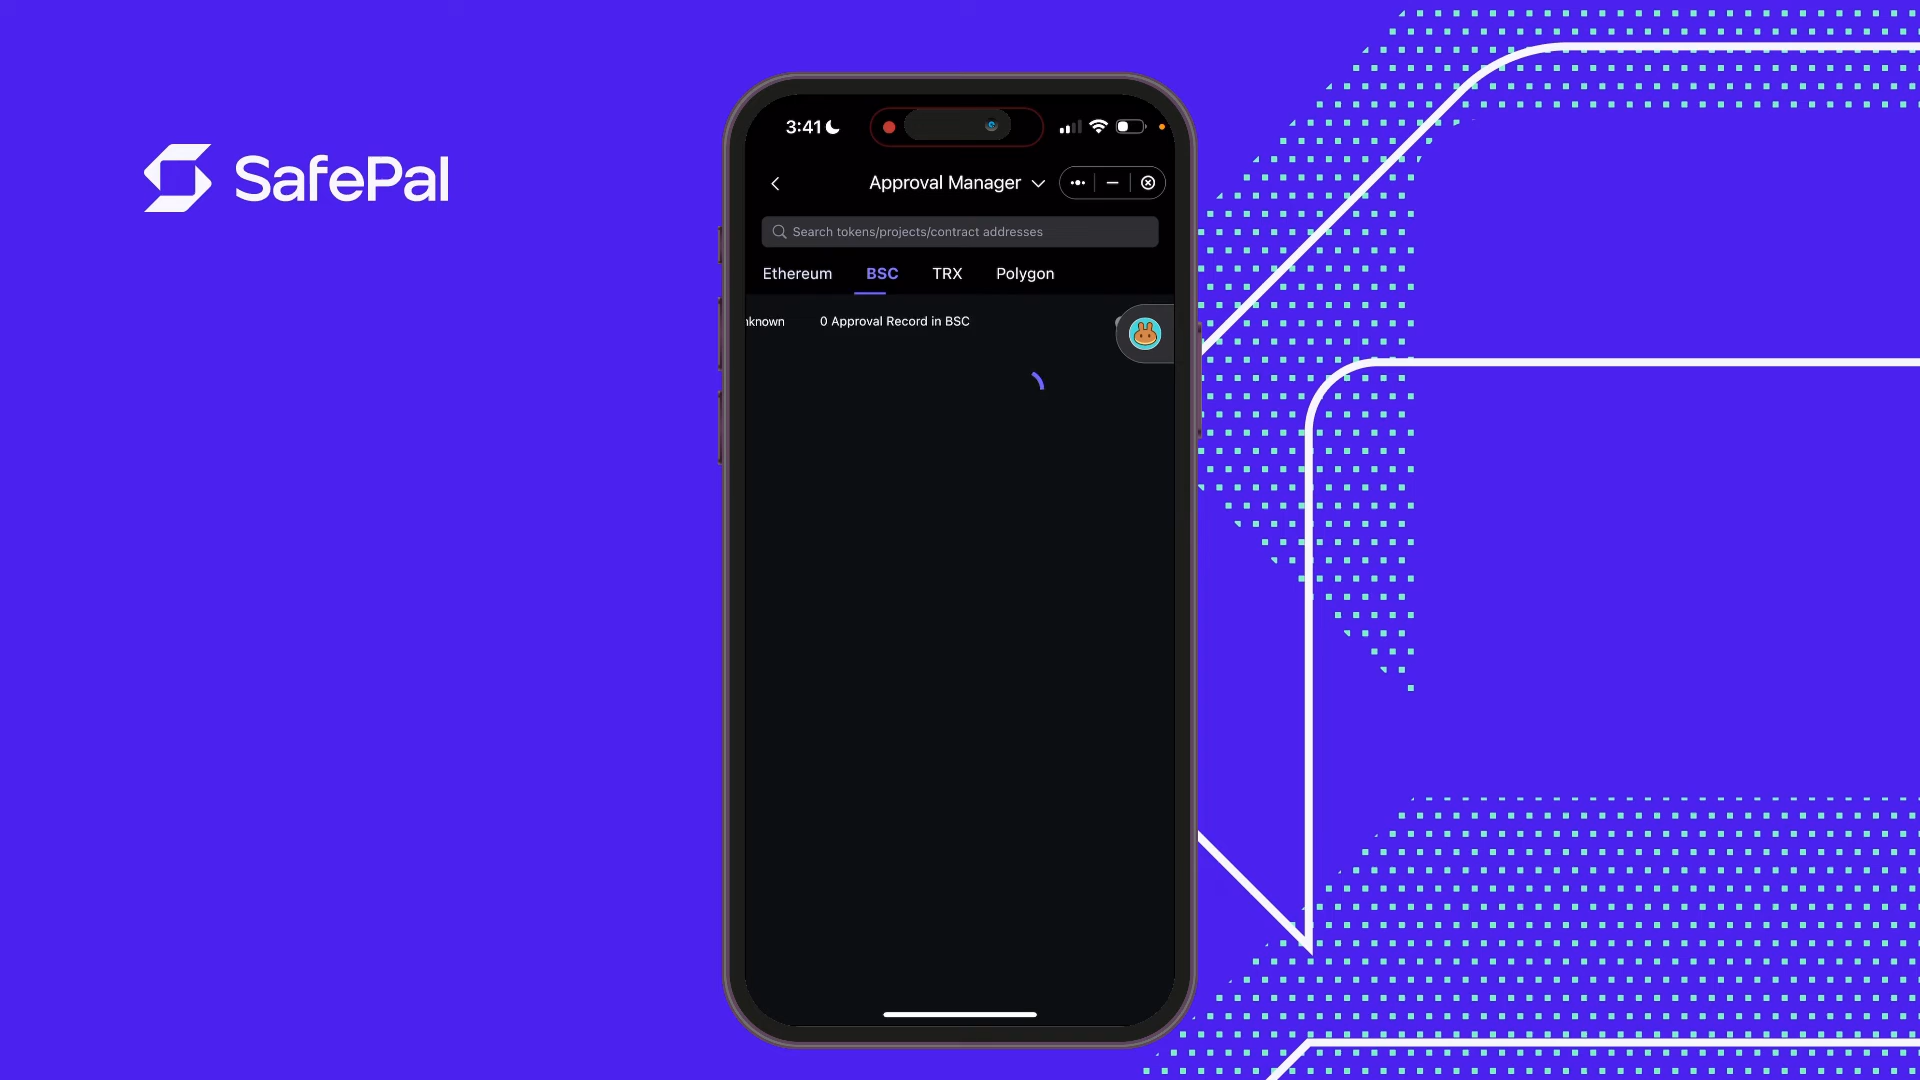 SafePal
3:41
Approval Manager
Search tokens/projects/contract addresses
Ethereum BSC TRX Polygon
nknown 0 Approval Record in BSC